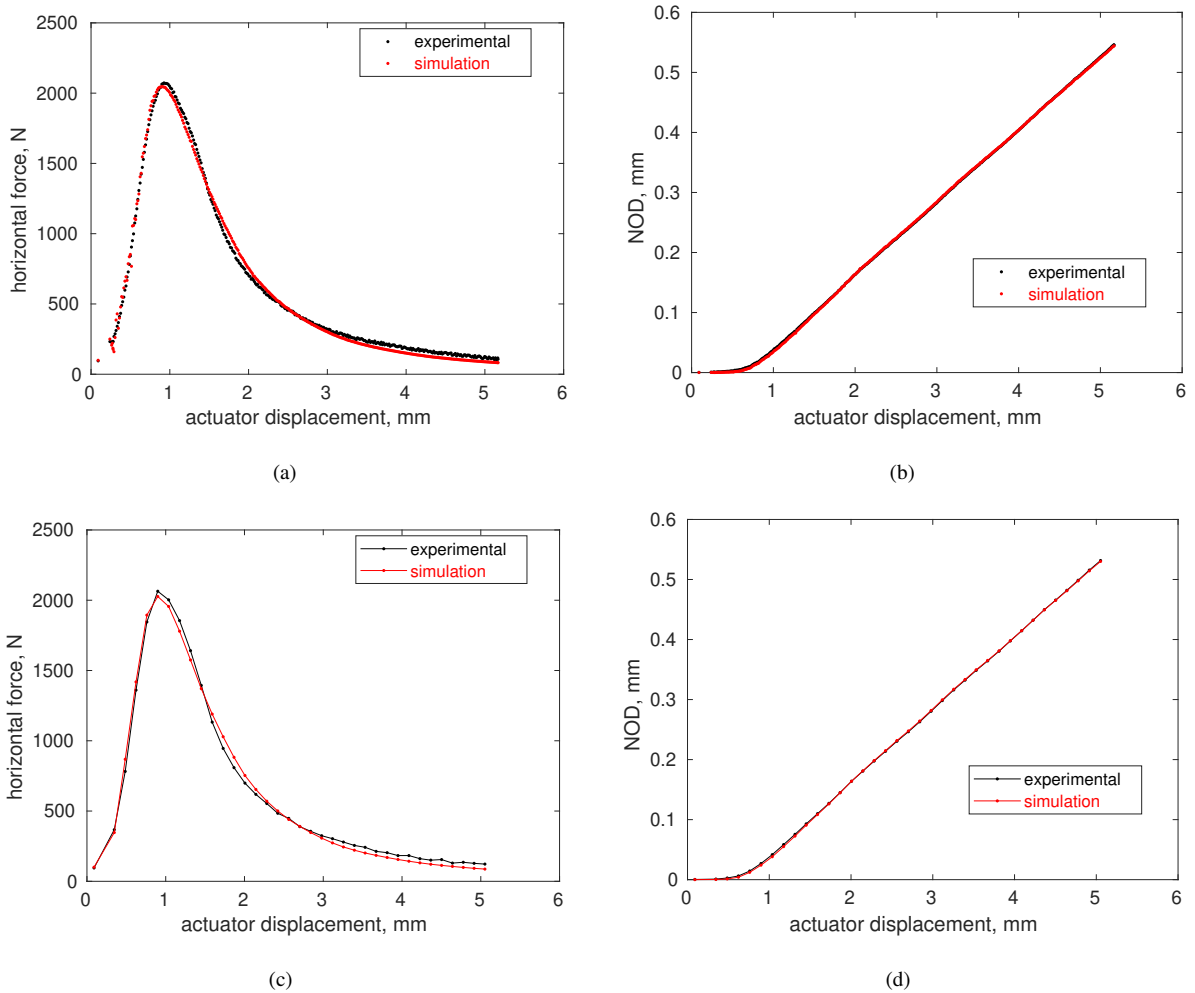 2500
2000
1500
1000
500
0
0 1 2 3 4 5 6
horizontal force, N
actuator displacement, mm
experimental
simulation
(a)
0.6
0.5
0.4
0.3
0.2
0.1
0
0 1 2 3 4 5 6
NOD, mm
actuator displacement, mm
experimental
simulation
(b)
2500
2000
1500
1000
500
0
0 1 2 3 4 5 6
horizontal force, N
actuator displacement, mm
experimental
simulation
(c)
0.6
0.5
0.4
0.3
0.2
0.1
0
0 1 2 3 4 5 6
NOD, mm
actuator displacement, mm
experimental
simulation
(d)